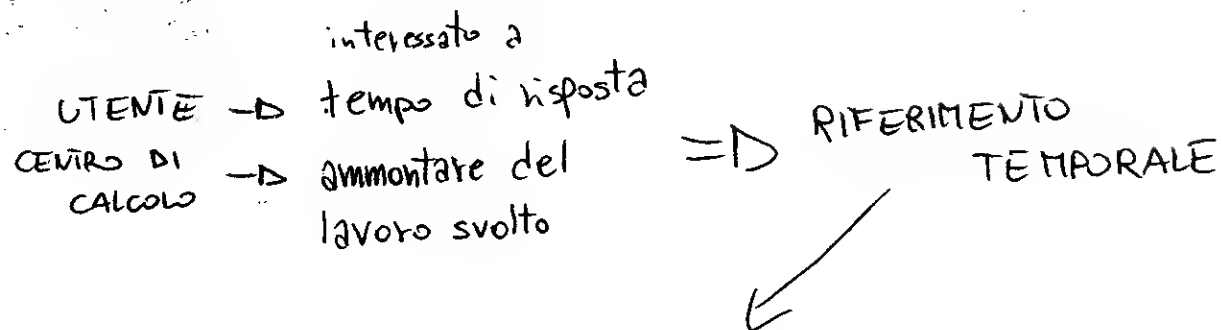 interessato a
UTENTE → tempo di risposta
CENTRO DI → ammontare del
CALCOLO
lavoro svolto
⇒ RIFERIMENTO
TEMPORALE